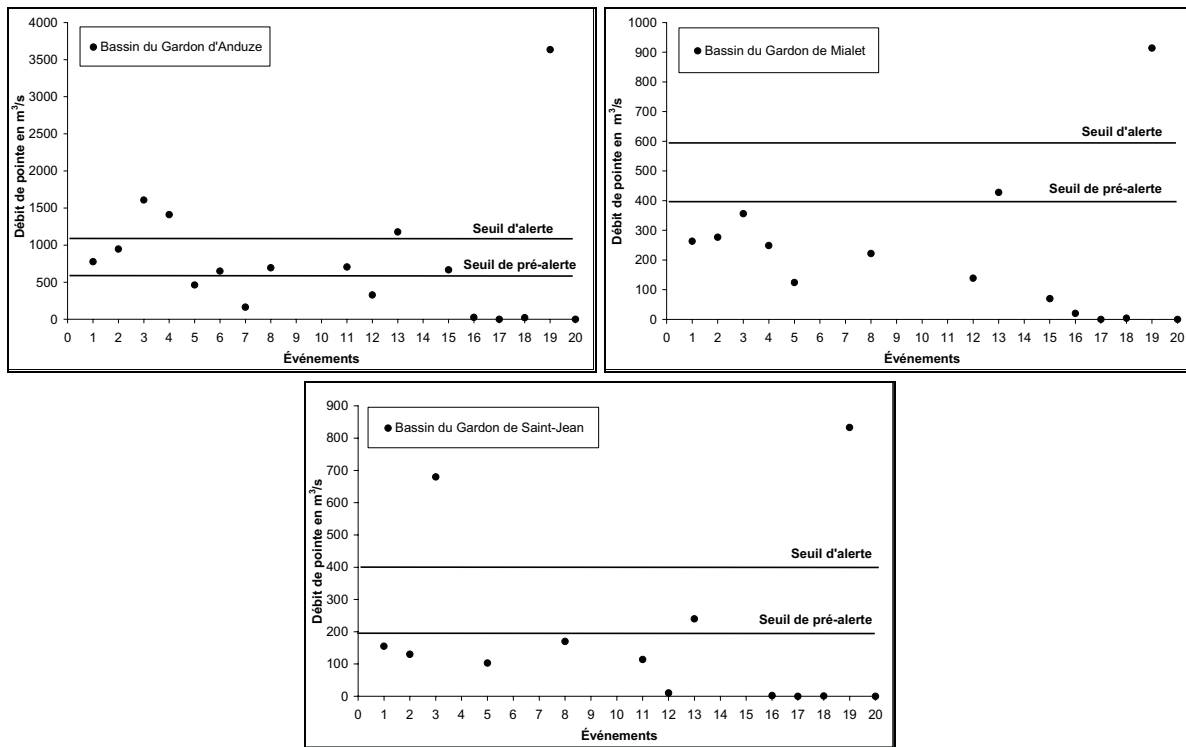 Bassin du Gardon d'Anduze
Débit de pointe en m³/s
4000
3500
3000
2500
2000
1500
1000
500
0
Seuil d'alerte
Seuil de pré-alerte
0 1 2 3 4 5 6 7 8 9 10 11 12 13 14 15 16 17 18 19 20
Événements
Bassin du Gardon de Mialet
Débit de pointe en m³/s
1000
900
800
700
600
500
400
300
200
100
0
Seuil d'alerte
Seuil de pré-alerte
0 1 2 3 4 5 6 7 8 9 10 11 12 13 14 15 16 17 18 19 20
Événements
Bassin du Gardon de Saint-Jean
Débit de pointe en m³/s
900
800
700
600
500
400
300
200
100
0
Seuil d'alerte
Seuil de pré-alerte
0 1 2 3 4 5 6 7 8 9 10 11 12 13 14 15 16 17 18 19 20
Événements